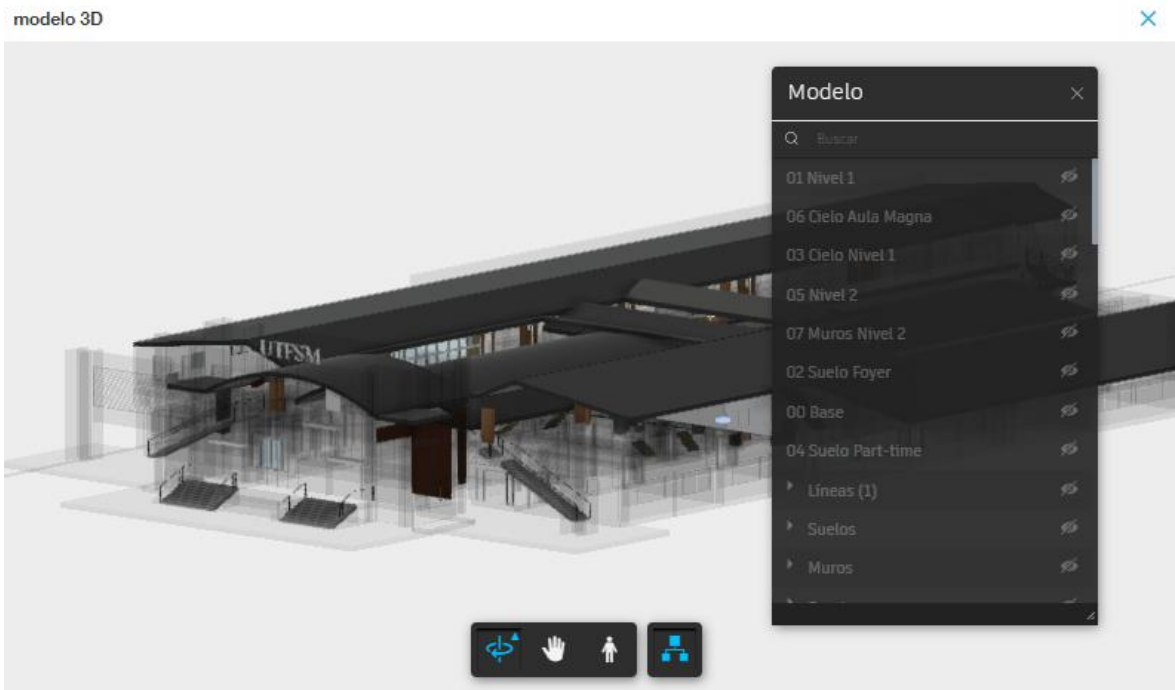 modelo 3D
Modelo
Buscar
01 Nivel 1
06 Cielo Aula Magna
03 Cielo Nivel 1
05 Nivel 2
07 Muros Nivel 2
02 Suelo Foyer
00 Base
04 Suelo Part-time
Líneas (1)
Suelos
Muros
UTFSM